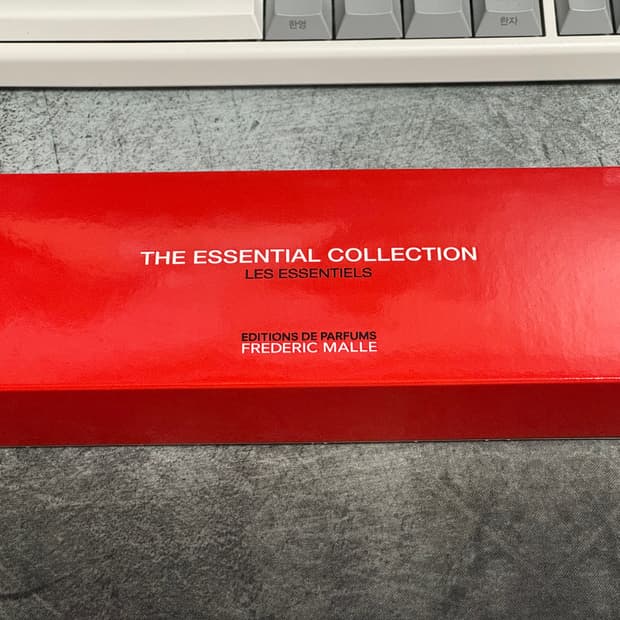 한영
한자
THE ESSENTIAL COLLECTION
LES ESSENTIELS
EDITIONS DE PARFUMS
FREDERIC MALLE